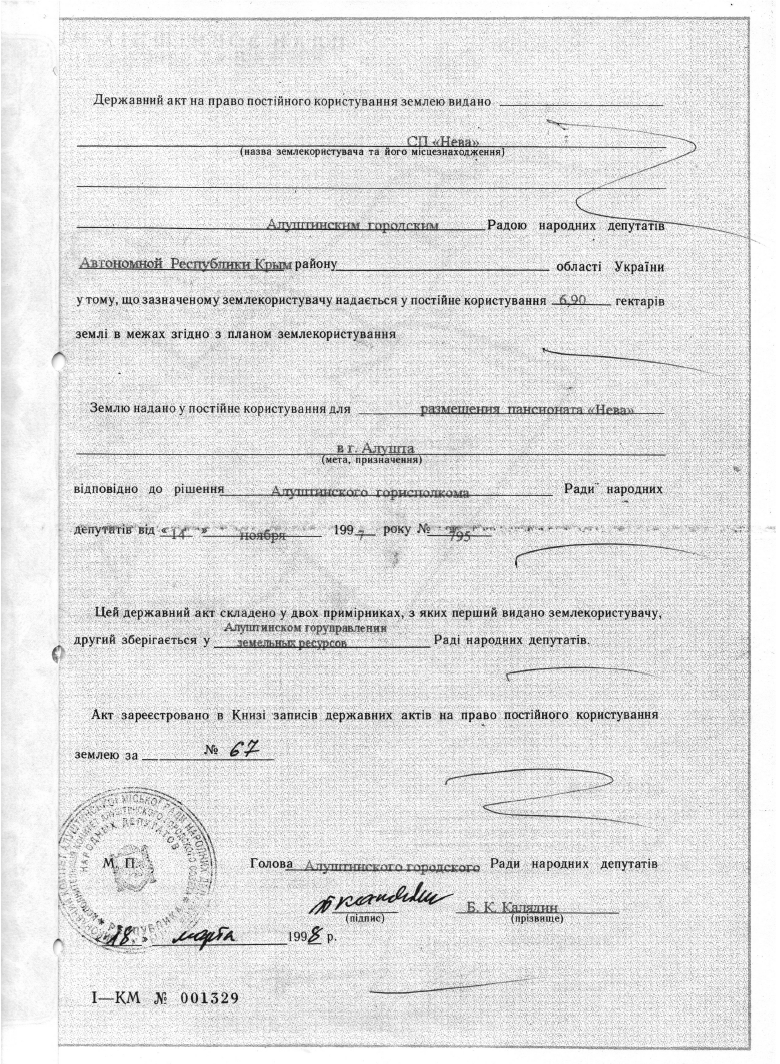 Державний акт на право постійного користування землею видано
СП «Нева»
(назва землекористувача та його місцезнаходження)
Алуштинским городским Радою народних депутатів
Автономной Республики Крым району області України
у тому, що зазначеному землекористувачу надається у постійне користування 6,90 гектарів
землі в межах згідно з планом землекористування
Землю надано у постійне користування для размещения пансионата «Нева»
в г. Алушта
(мета, призначення)
відповідно до рішення Алуштинского горисполкома Ради народних
депутатів від «14» ноября 1997 року № 795
Цей державний акт складено у двох примірниках, з яких перший видано землекористувачу,
Алуштинском горуправлении
другий зберігається у земельных ресурсов Раді народних депутатів.
Акт зареєстровано в Книзі записів державних актів на право постійного користування
землею за № 67
М. П. Голова Алуштинского городского Ради народних депутатів
Б. К. Калядин
(підпис) (прізвище)
«18» марта 1998 р.
І—КМ № 001329